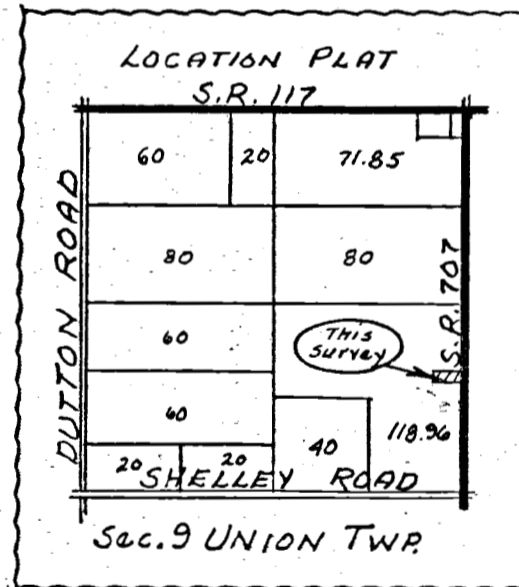 LOCATION PLAT
S.R. 117
60
20
71.85
DUTTON ROAD
80
80
S.R. 707
60
THIS
Survey
60
118.96
20
20
40
SHELLEY ROAD
Sec. 9 UNION TWP.